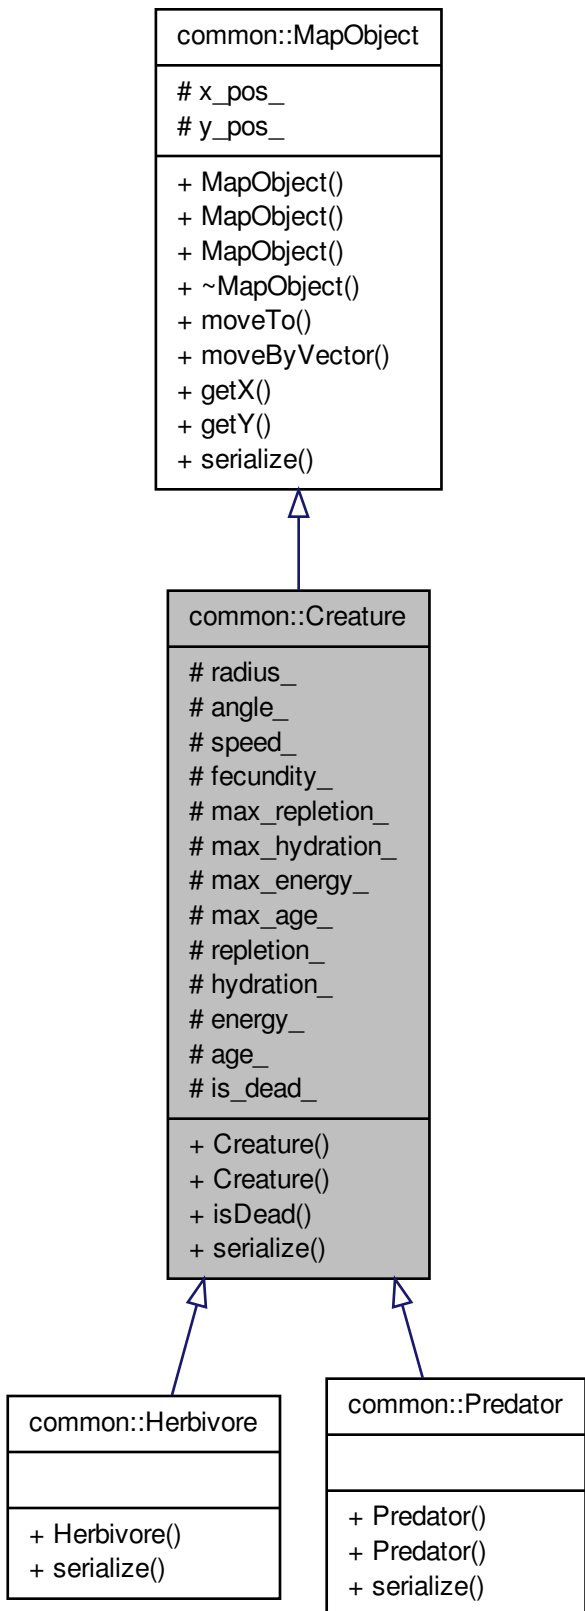 common::MapObject
# x_pos_
# y_pos_
+ MapObject()
+ MapObject()
+ MapObject()
+ ~MapObject()
+ moveTo()
+ moveByVector()
+ getX()
+ getY()
+ serialize()
common::Creature
# radius_
# angle_
# speed_
# fecundity_
# max_repletion_
# max_hydration_
# max_energy_
# max_age_
# repletion_
# hydration_
# energy_
# age_
# is_dead_
+ Creature()
+ Creature()
+ isDead()
+ serialize()
common::Herbivore
+ Herbivore()
+ serialize()
common::Predator
+ Predator()
+ Predator()
+ serialize()